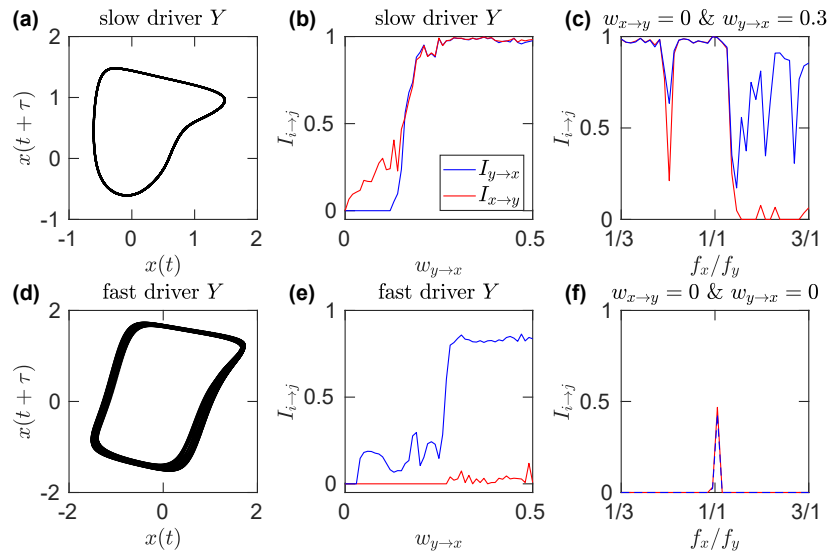 (a) slow driver Y
2
1
0
-1
-1 0 1 2
x(t + τ)
x(t)
(b) slow driver Y
1
0.5
0
0 0.5
I_{i→j}
w_{y→x}
I_{y→x}
I_{x→y}
(c) w_{x→y} = 0 & w_{y→x} = 0.3
1
0.5
0
1/3 1/1 3/1
I_{i→j}
f_x/f_y
(d) fast driver Y
2
0
-2
-2 0 2
x(t + τ)
x(t)
(e) fast driver Y
1
0.5
0
0 0.5
I_{i→j}
w_{y→x}
(f) w_{x→y} = 0 & w_{y→x} = 0
1
0.5
0
1/3 1/1 3/1
I_{i→j}
f_x/f_y